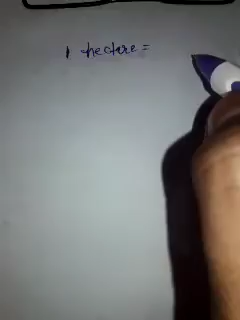 1 hectare =